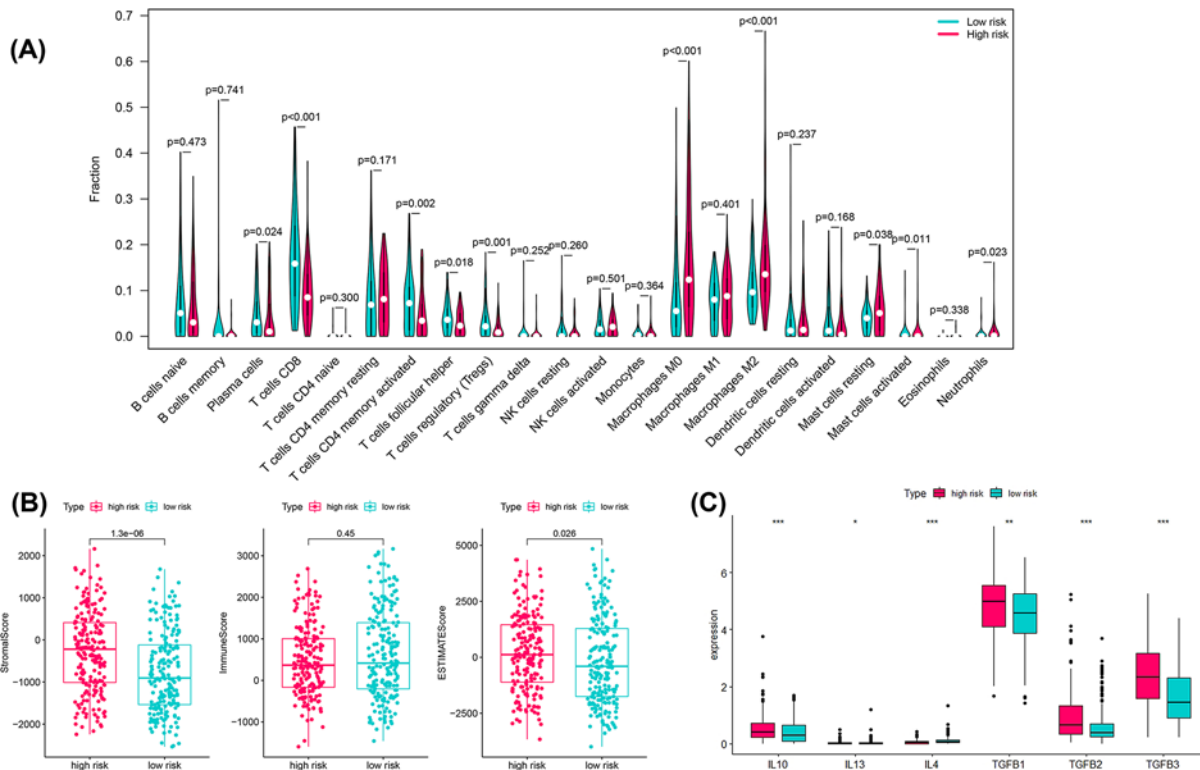 (A)
Fraction
0.7
0.6
0.5
0.4
0.3
0.2
0.1
0.0
Low risk
High risk
p=0.473
p=0.741
p=0.024
p<0.001
p=0.300
p=0.171
p=0.002
p=0.018
p=0.001
p=0.252
p=0.260
p=0.501
p=0.364
p<0.001
p=0.401
p<0.001
p=0.237
p=0.168
p=0.038
p=0.011
p=0.338
p=0.023
B cells naive
B cells memory
Plasma cells
T cells CD8
T cells CD4 naive
T cells CD4 memory resting
T cells CD4 memory activated
T cells follicular helper
T cells regulatory (Tregs)
T cells gamma delta
NK cells resting
NK cells activated
Monocytes
Macrophages M0
Macrophages M1
Macrophages M2
Dendritic cells resting
Dendritic cells activated
Mast cells resting
Mast cells activated
Eosinophils
Neutrophils
(B)
Type high risk low risk
1.3e−06
StromalScore
2000
1000
0
−1000
−2000
high risk low risk
Type high risk low risk
0.45
ImmuneScore
3000
2000
1000
0
−1000
high risk low risk
Type high risk low risk
0.026
ESTIMATEScore
5000
2500
0
−2500
high risk low risk
(C)
Type high risk low risk
*** * *** ** *** ***
expression
6
4
2
0
IL10 IL13 IL4 TGFB1 TGFB2 TGFB3